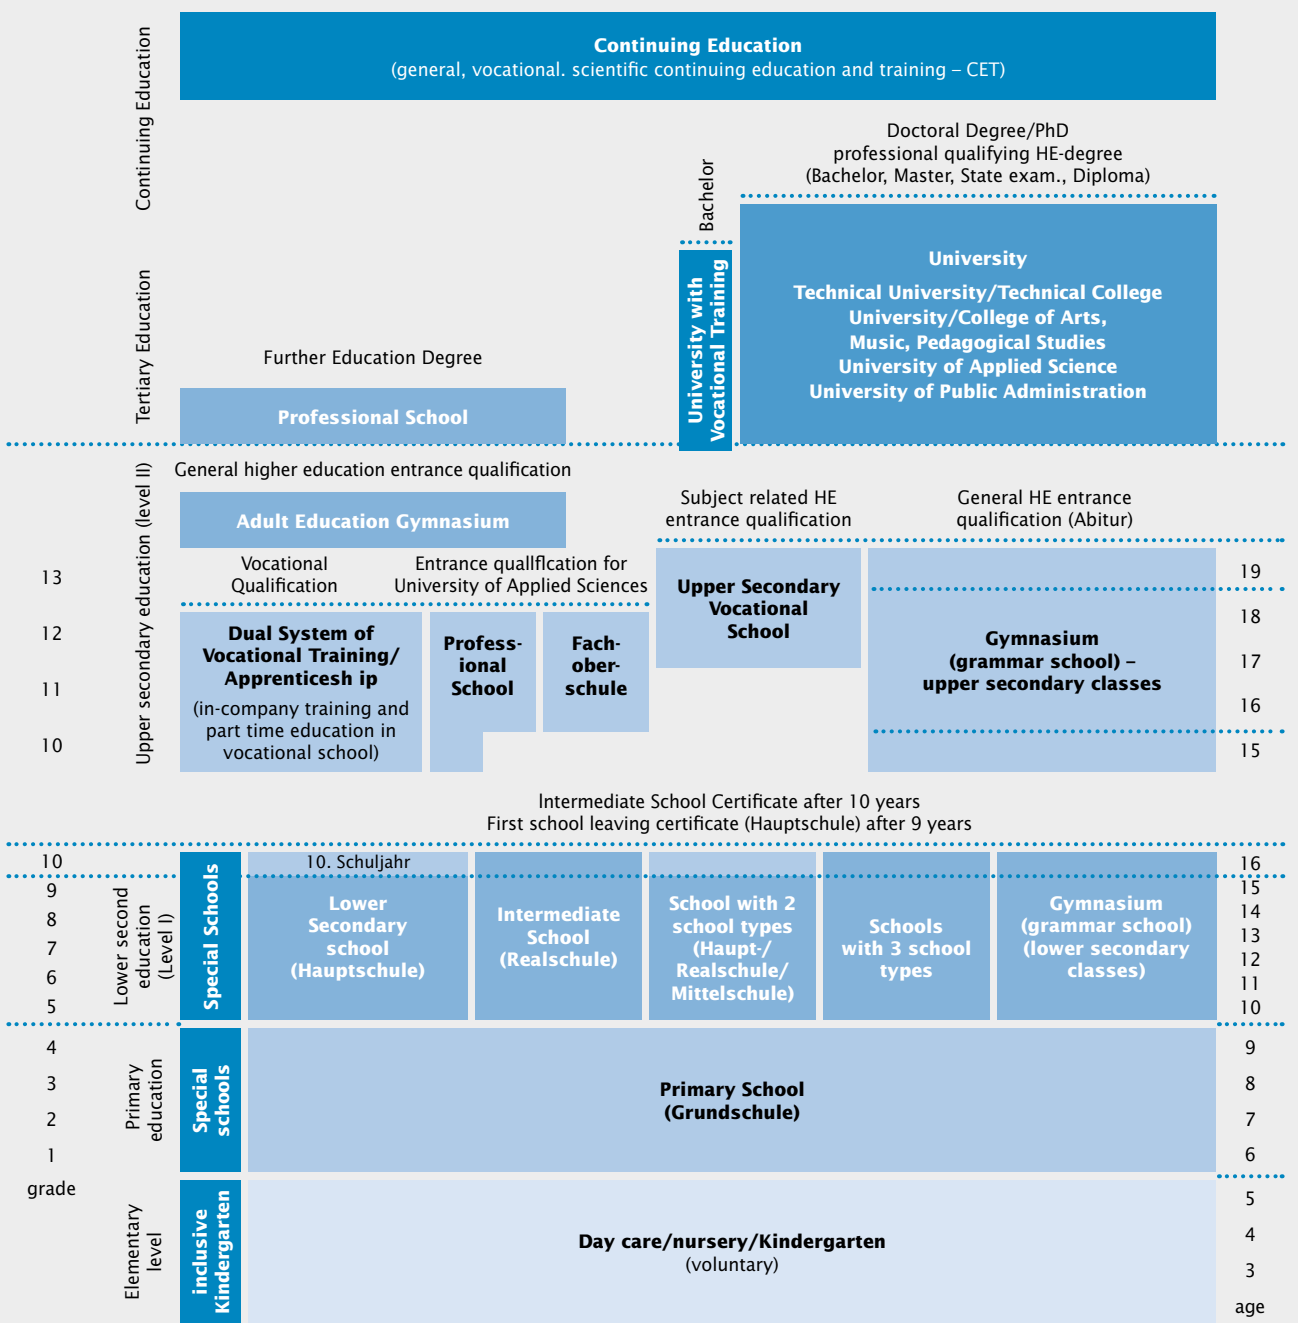 Continuing Education
Continuing Education
(general, vocational. scientific continuing education and training – CET)
Doctoral Degree/PhD
professional qualifying HE-degree
(Bachelor, Master, State exam., Diploma)
Bachelor
Tertiary Education
University with
Vocational Training
University
Technical University/Technical College
University/College of Arts,
Music, Pedagogical Studies
University of Applied Science
University of Public Administration
Further Education Degree
Professional School
Upper secondary education (level II)
General higher education entrance qualification
Adult Education Gymnasium
Subject related HE
entrance qualification
General HE entrance
qualification (Abitur)
Vocational
Qualification
Entrance quallflcation for
University of Applied Sciences
13
12
11
10
Dual System of
Vocational Training/
Apprenticesh ip
(in-company training and
part time education in
vocational school)
Profess-
ional
School
Fach-
ober-
schule
Upper Secondary
Vocational
School
Gymnasium
(grammar school) –
upper secondary classes
19
18
17
16
15
Intermediate School Certificate after 10 years
First school leaving certificate (Hauptschule) after 9 years
10
9
8
7
6
5
Lower second
education
(Level I)
Special Schools
10. Schuljahr
Lower
Secondary
school
(Hauptschule)
Intermediate
School
(Realschule)
School with 2
school types
(Haupt-/
Realschule/
Mittelschule)
Schools
with 3 school
types
Gymnasium
(grammar school)
(lower secondary
classes)
16
15
14
13
12
11
10
4
3
2
1
grade
Primary
education
Special
schools
Primary School
(Grundschule)
9
8
7
6
Elementary
level
inclusive
Kindergarten
Day care/nursery/Kindergarten
(voluntary)
5
4
3
age